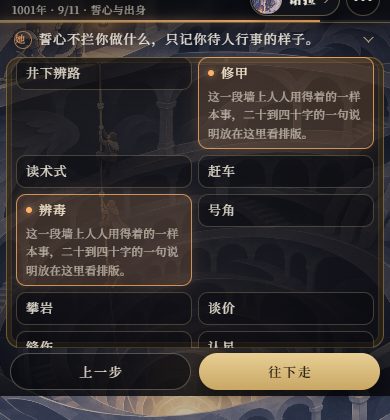 1001年 · 9/11 · 誓心与出身
誓心不拦你做什么，只记你待人行事的样子。
井下辨路
修甲
这一段墙上人人用得着的一样
本事，二十到四十字的一句说
明放在这里看排版。
读术式
赶车
辨毒
这一段墙上人人用得着的一样
本事，二十到四十字的一句说
明放在这里看排版。
号角
攀岩
谈价
上一步
往下走